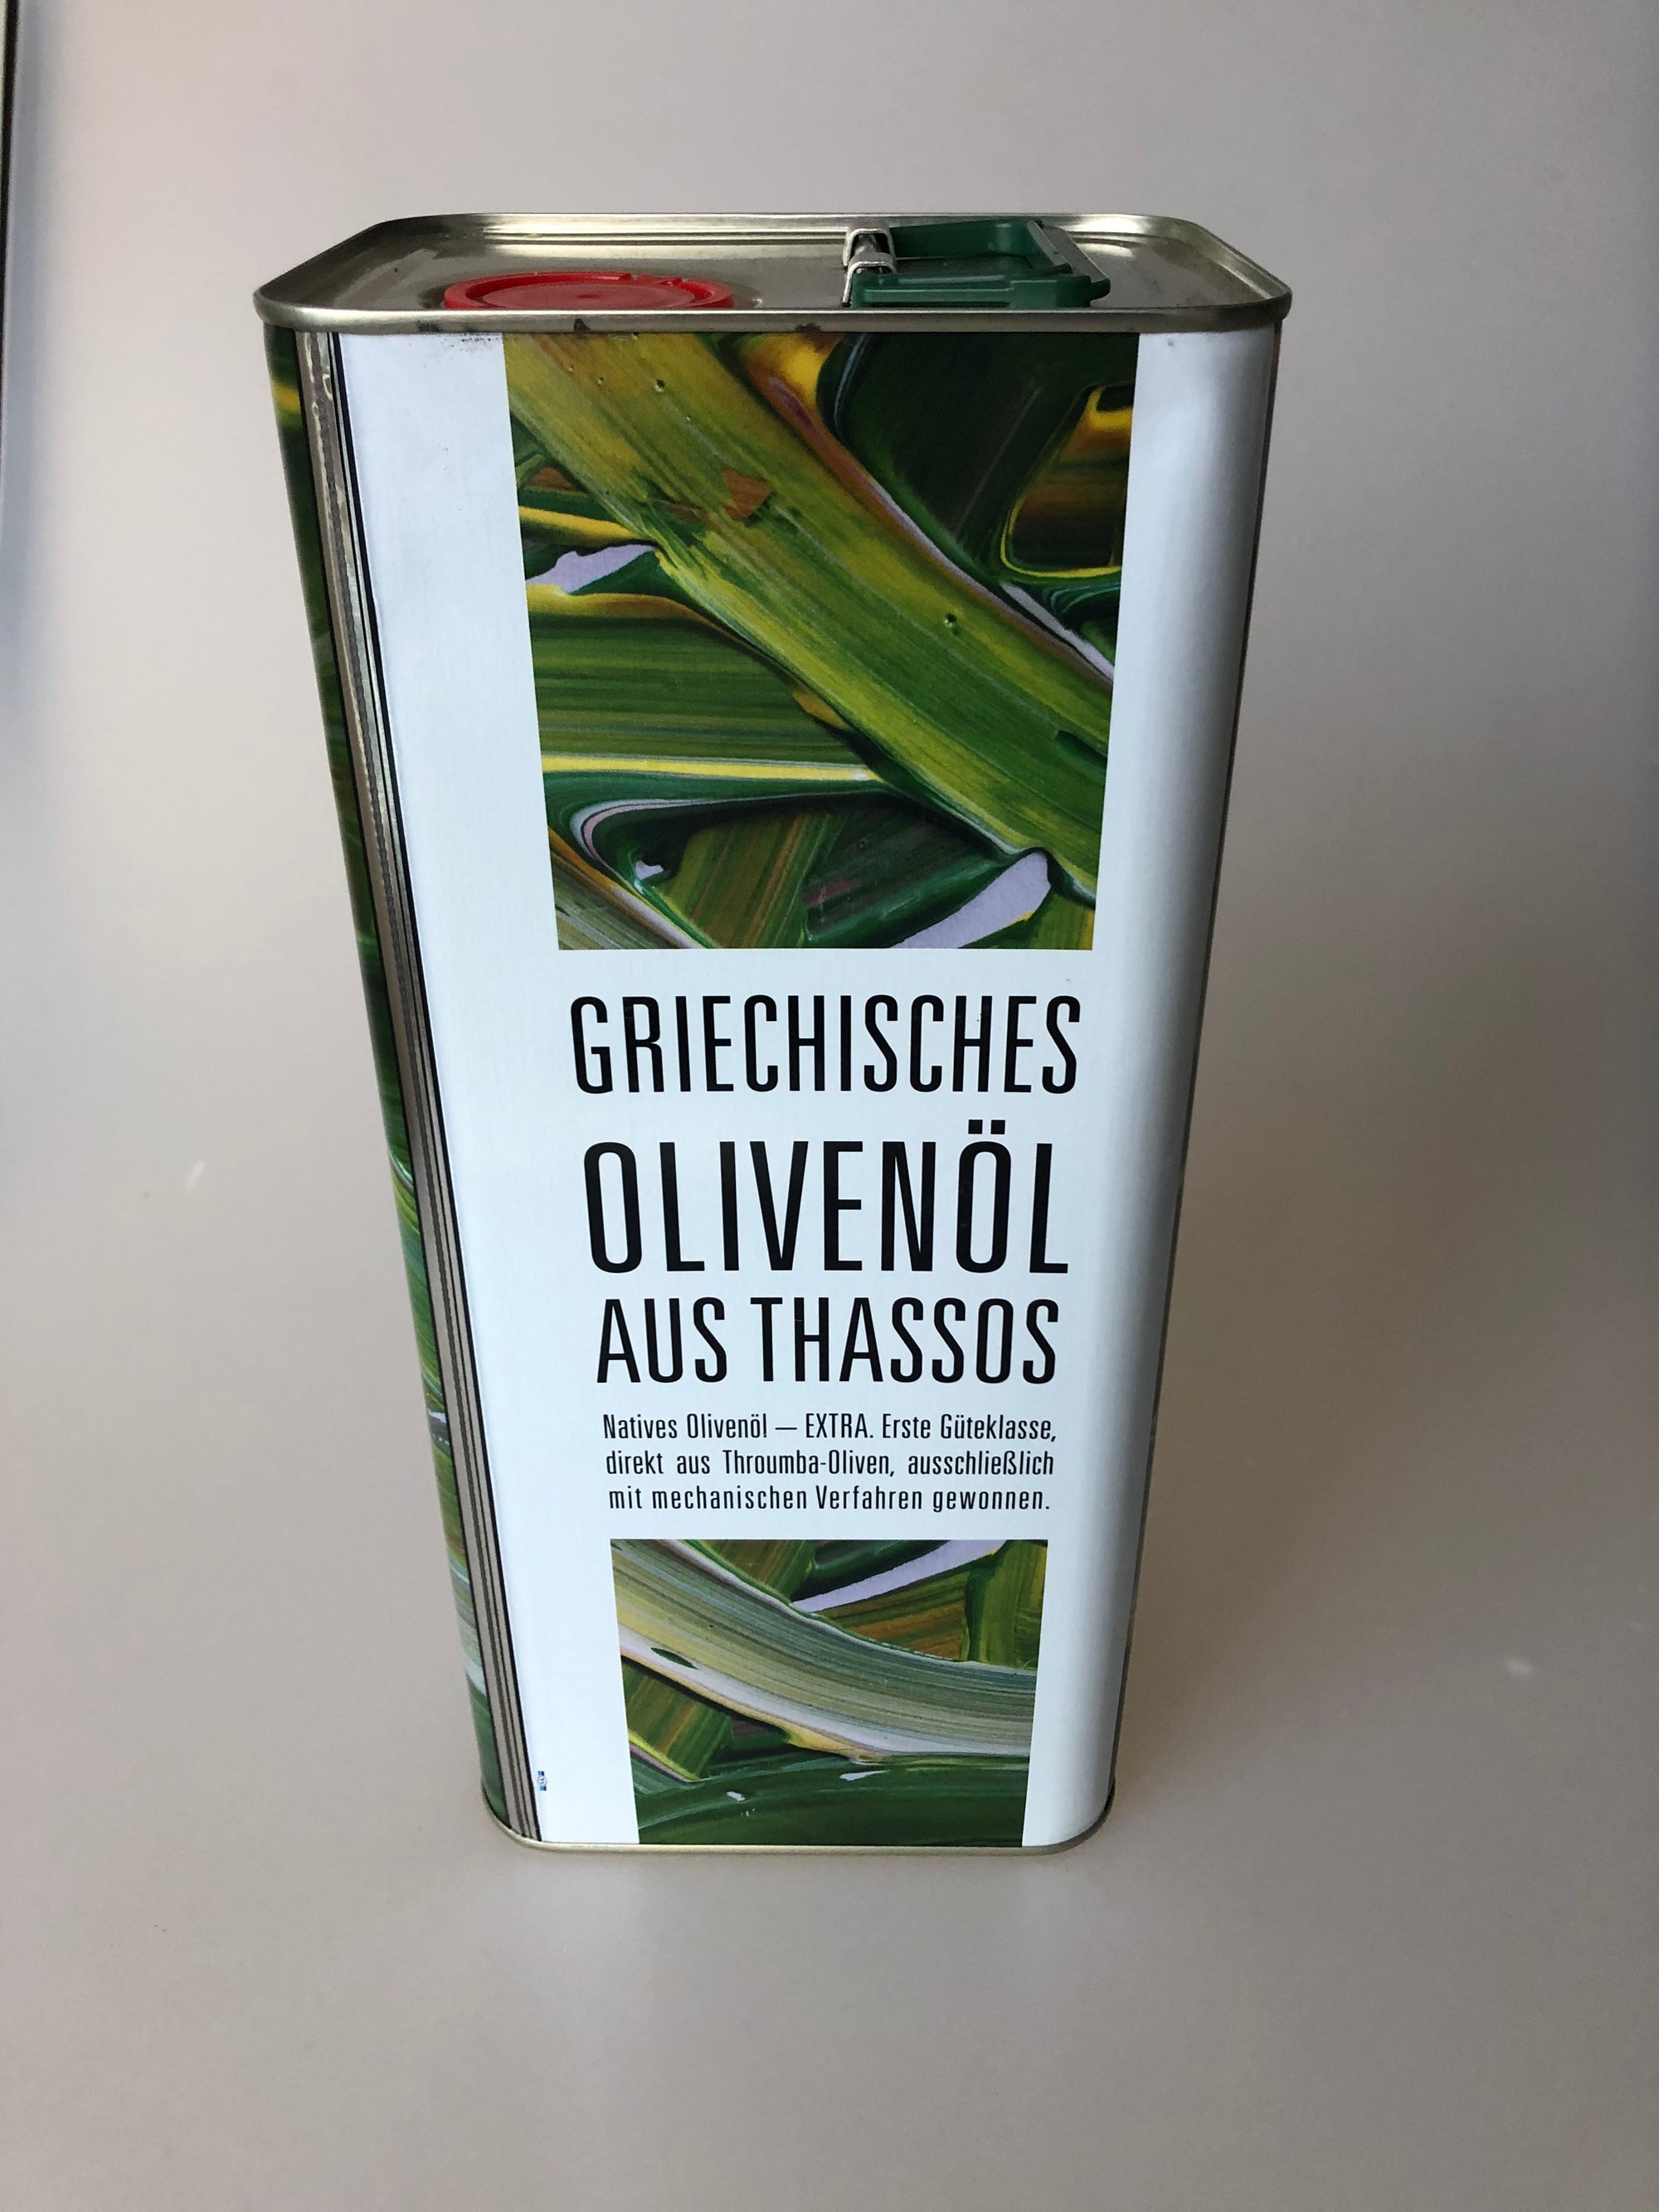 GRIECHISCHES
OLIVENÖL
AUS THASSOS
Natives Olivenöl — EXTRA. Erste Güteklasse,
direkt aus Throumba-Oliven, ausschließlich
mit mechanischen Verfahren gewonnen.